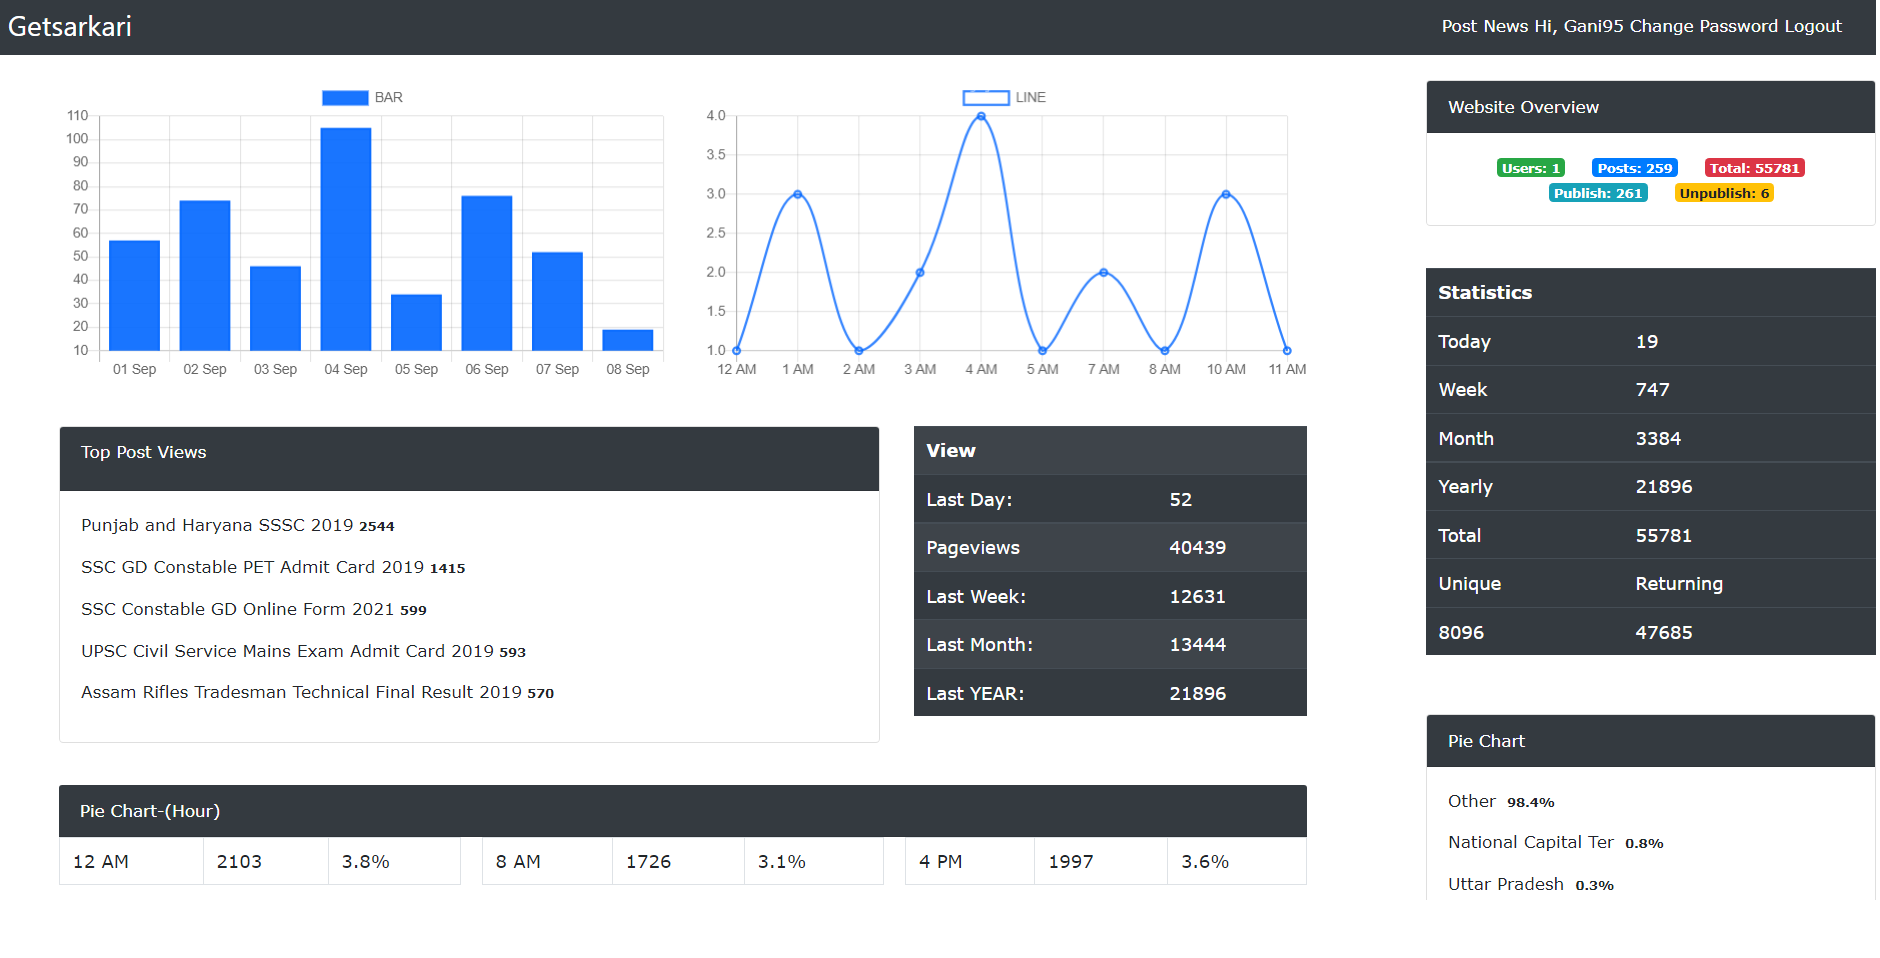 Getsarkari
Post News Hi, Gani95 Change Password Logout
BAR
110
100
90
80
70
60
50
40
30
20
10
01 Sep 02 Sep 03 Sep 04 Sep 05 Sep 06 Sep 07 Sep 08 Sep
LINE
4.0
3.5
3.0
2.5
2.0
1.5
1.0
12 AM 1 AM 2 AM 3 AM 4 AM 5 AM 7 AM 8 AM 10 AM 11 AM
Website Overview
Users: 1 Posts: 259 Total: 55781
Publish: 261 Unpublish: 6
Statistics
Today 19
Week 747
Month 3384
Yearly 21896
Total 55781
Unique Returning
8096 47685
Top Post Views
Punjab and Haryana SSSC 2019 2544
SSC GD Constable PET Admit Card 2019 1415
SSC Constable GD Online Form 2021 599
UPSC Civil Service Mains Exam Admit Card 2019 593
Assam Rifles Tradesman Technical Final Result 2019 570
View
Last Day: 52
Pageviews 40439
Last Week: 12631
Last Month: 13444
Last YEAR: 21896
Pie Chart-(Hour)
12 AM 2103 3.8% 8 AM 1726 3.1% 4 PM 1997 3.6%
Pie Chart
Other 98.4%
National Capital Ter 0.8%
Uttar Pradesh 0.3%